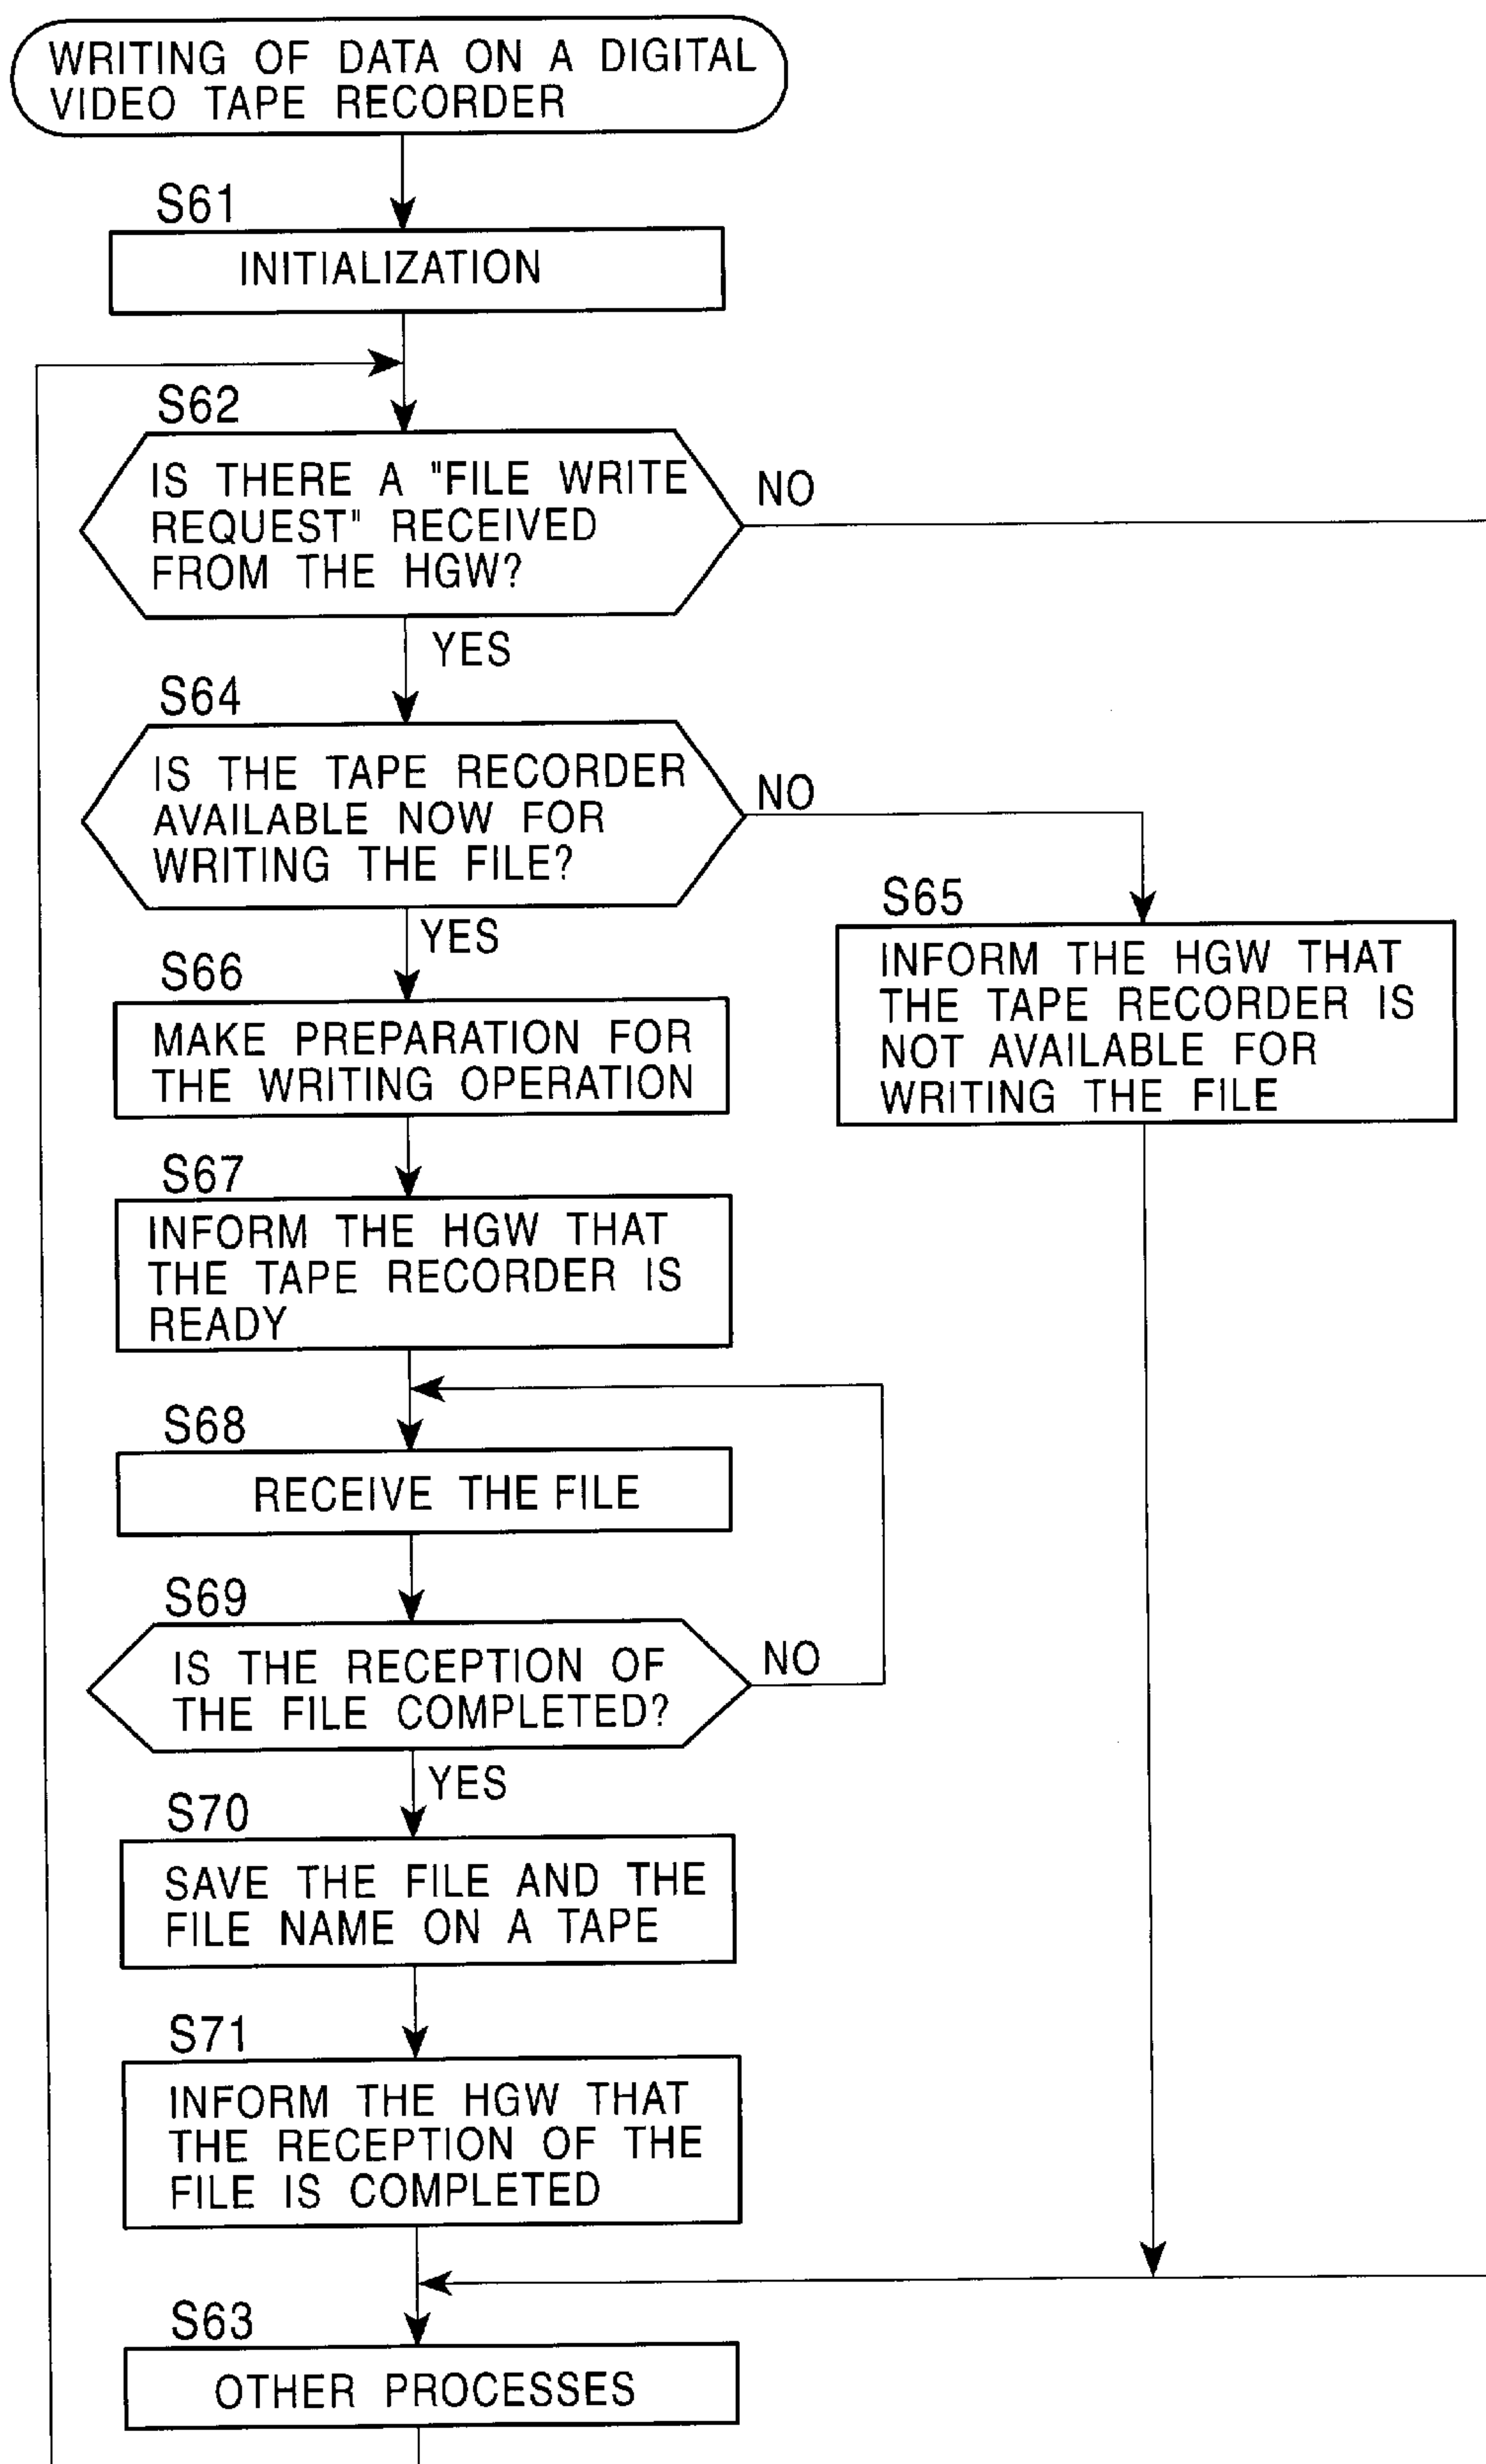 WRITING OF DATA ON A DIGITAL
VIDEO TAPE RECORDER
S61
INITIALIZATION
S62
IS THERE A "FILE WRITE
REQUEST" RECEIVED
FROM THE HGW?
NO
YES
S64
IS THE TAPE RECORDER
AVAILABLE NOW FOR
WRITING THE FILE?
NO
YES
S65
INFORM THE HGW THAT
THE TAPE RECORDER IS
NOT AVAILABLE FOR
WRITING THE FILE
S66
MAKE PREPARATION FOR
THE WRITING OPERATION
S67
INFORM THE HGW THAT
THE TAPE RECORDER IS
READY
S68
RECEIVE THE FILE
S69
IS THE RECEPTION OF
THE FILE COMPLETED?
NO
YES
S70
SAVE THE FILE AND THE
FILE NAME ON A TAPE
S71
INFORM THE HGW THAT
THE RECEPTION OF THE
FILE IS COMPLETED
S63
OTHER PROCESSES